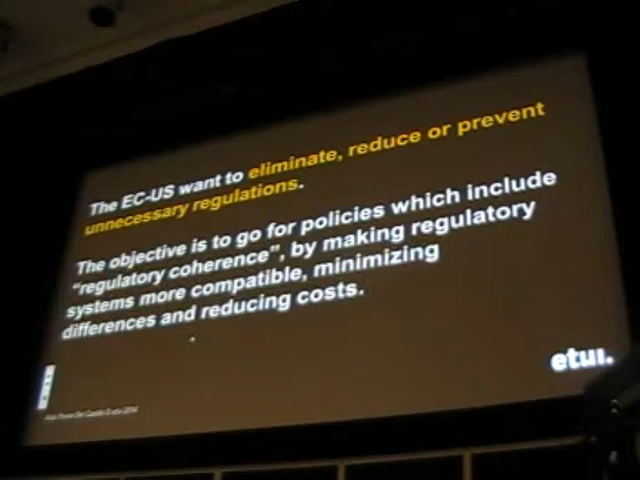 The EC-US want to eliminate, reduce or prevent
unnecessary regulations.
The objective is to go for policies which include
“regulatory coherence”, by making regulatory
systems more compatible, minimizing
differences and reducing costs.
etui.